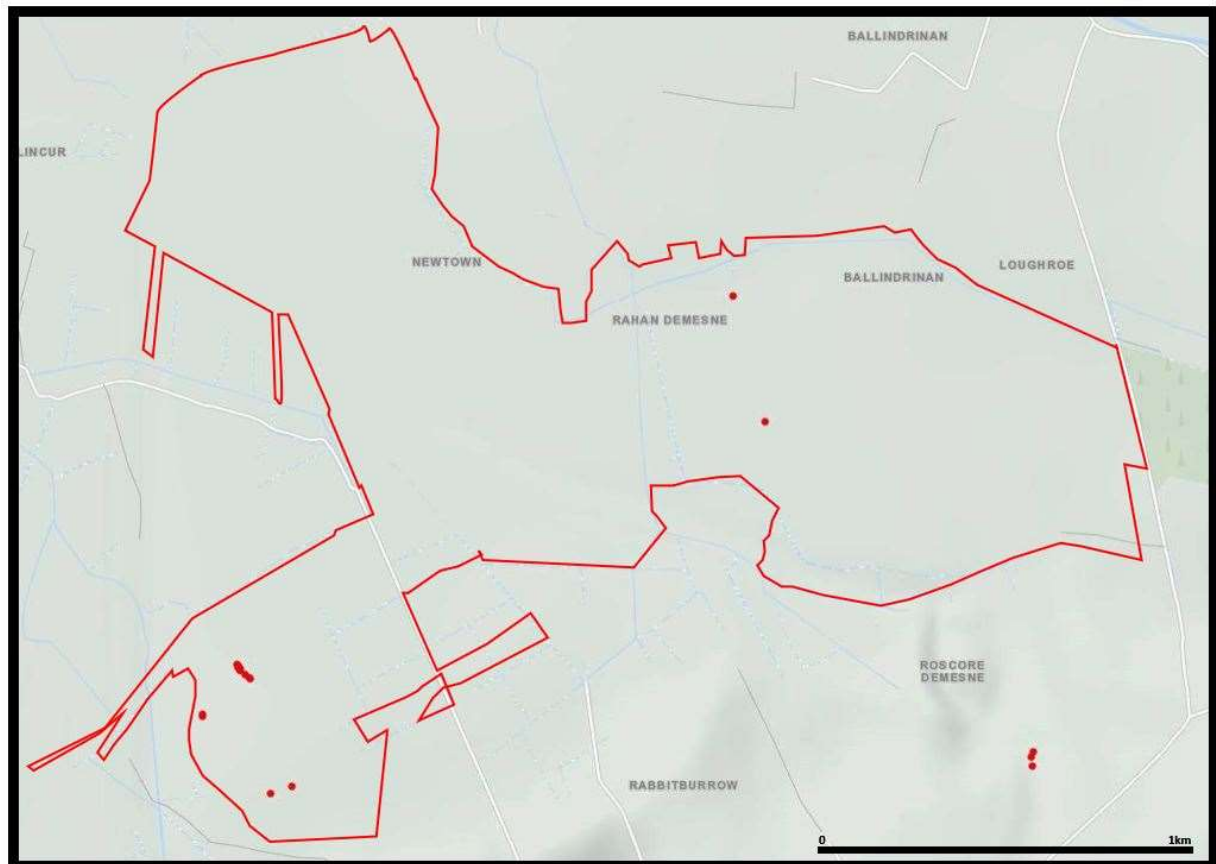 BALLINDRINAN
LINCUR
NEWTOWN
LOUGHROE
BALLINDRINAN
RAHAN DEMESNE
ROSCORE
DEMESNE
RABBITBURROW
0 1km